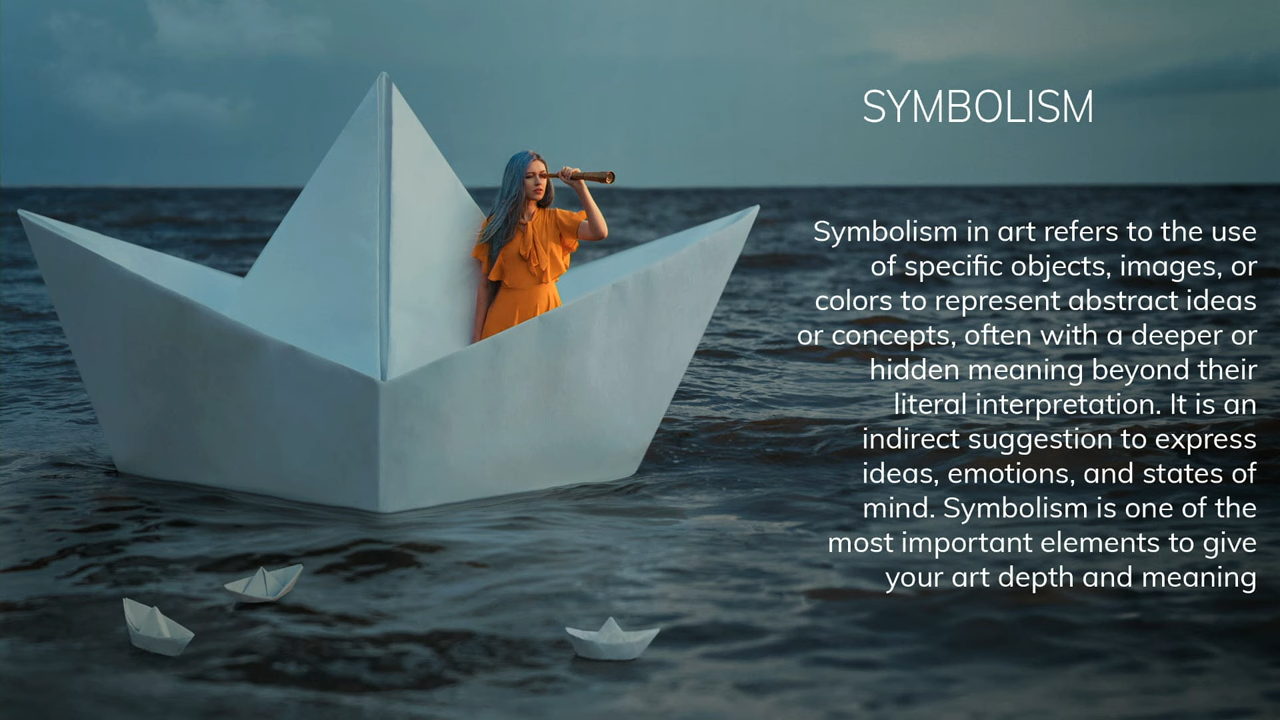 SYMBOLISM
Symbolism in art refers to the use
of specific objects, images, or
colors to represent abstract ideas
or concepts, often with a deeper or
hidden meaning beyond their
literal interpretation. It is an
indirect suggestion to express
ideas, emotions, and states of
mind. Symbolism is one of the
most important elements to give
your art depth and meaning